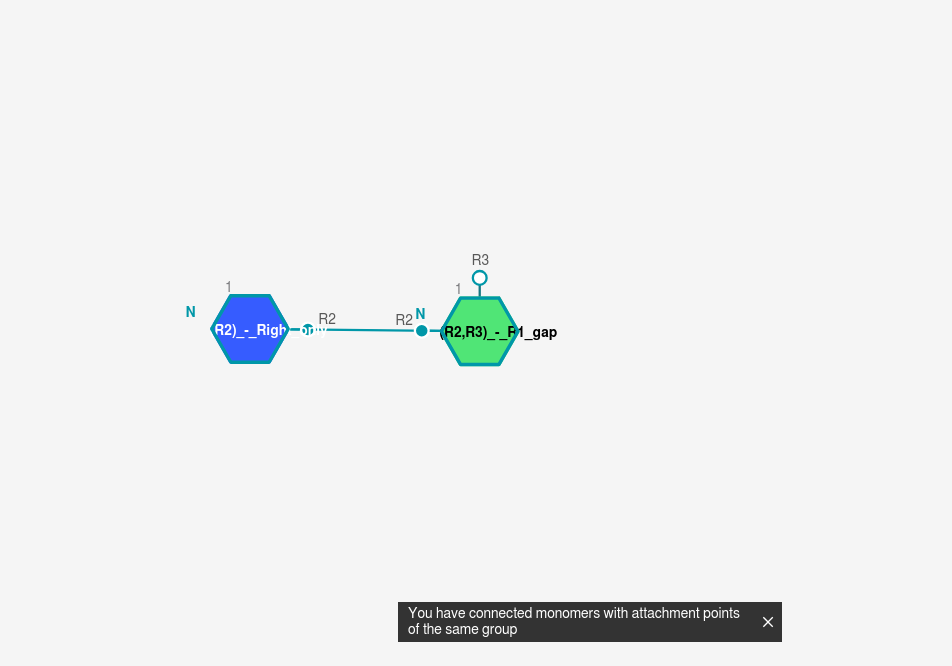 R3
1
1
N
N
R2
R2
R2)_-_Right_only
(R2,R3)_-_R1_gap
You have connected monomers with attachment points
of the same group